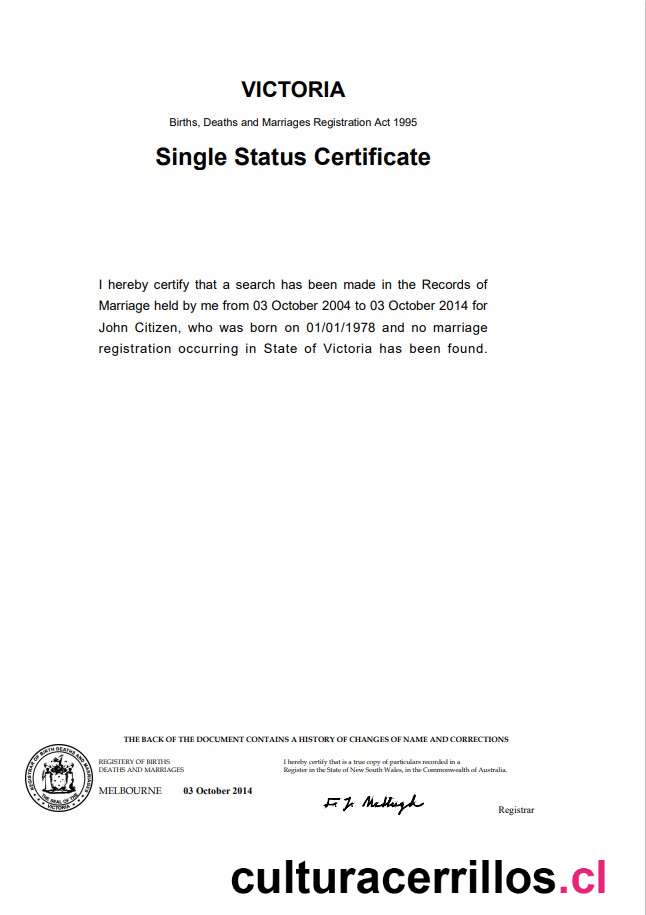 VICTORIA
Births, Deaths and Marriages Registration Act 1995
Single Status Certificate
I hereby certify that a search has been made in the Records of
Marriage held by me from 03 October 2004 to 03 October 2014 for
John Citizen, who was born on 01/01/1978 and no marriage
registration occurring in State of Victoria has been found.
THE BACK OF THE DOCUMENT CONTAINS A HISTORY OF CHANGES OF NAME AND CORRECTIONS
REGISTRAR OF BIRTH DEATHS AND MARRIAGES
THE SEAL OF THE
VICTORIA
REGISTERY OF BIRTHS
DEATHS AND MARRIAGES
MELBOURNE 03 October 2014
I hereby certify that is a true copy of particulars recorded in a
Register in the State of New South Wales, in the Commonwealth of Australia.
Registrar
culturacerrillos.cl